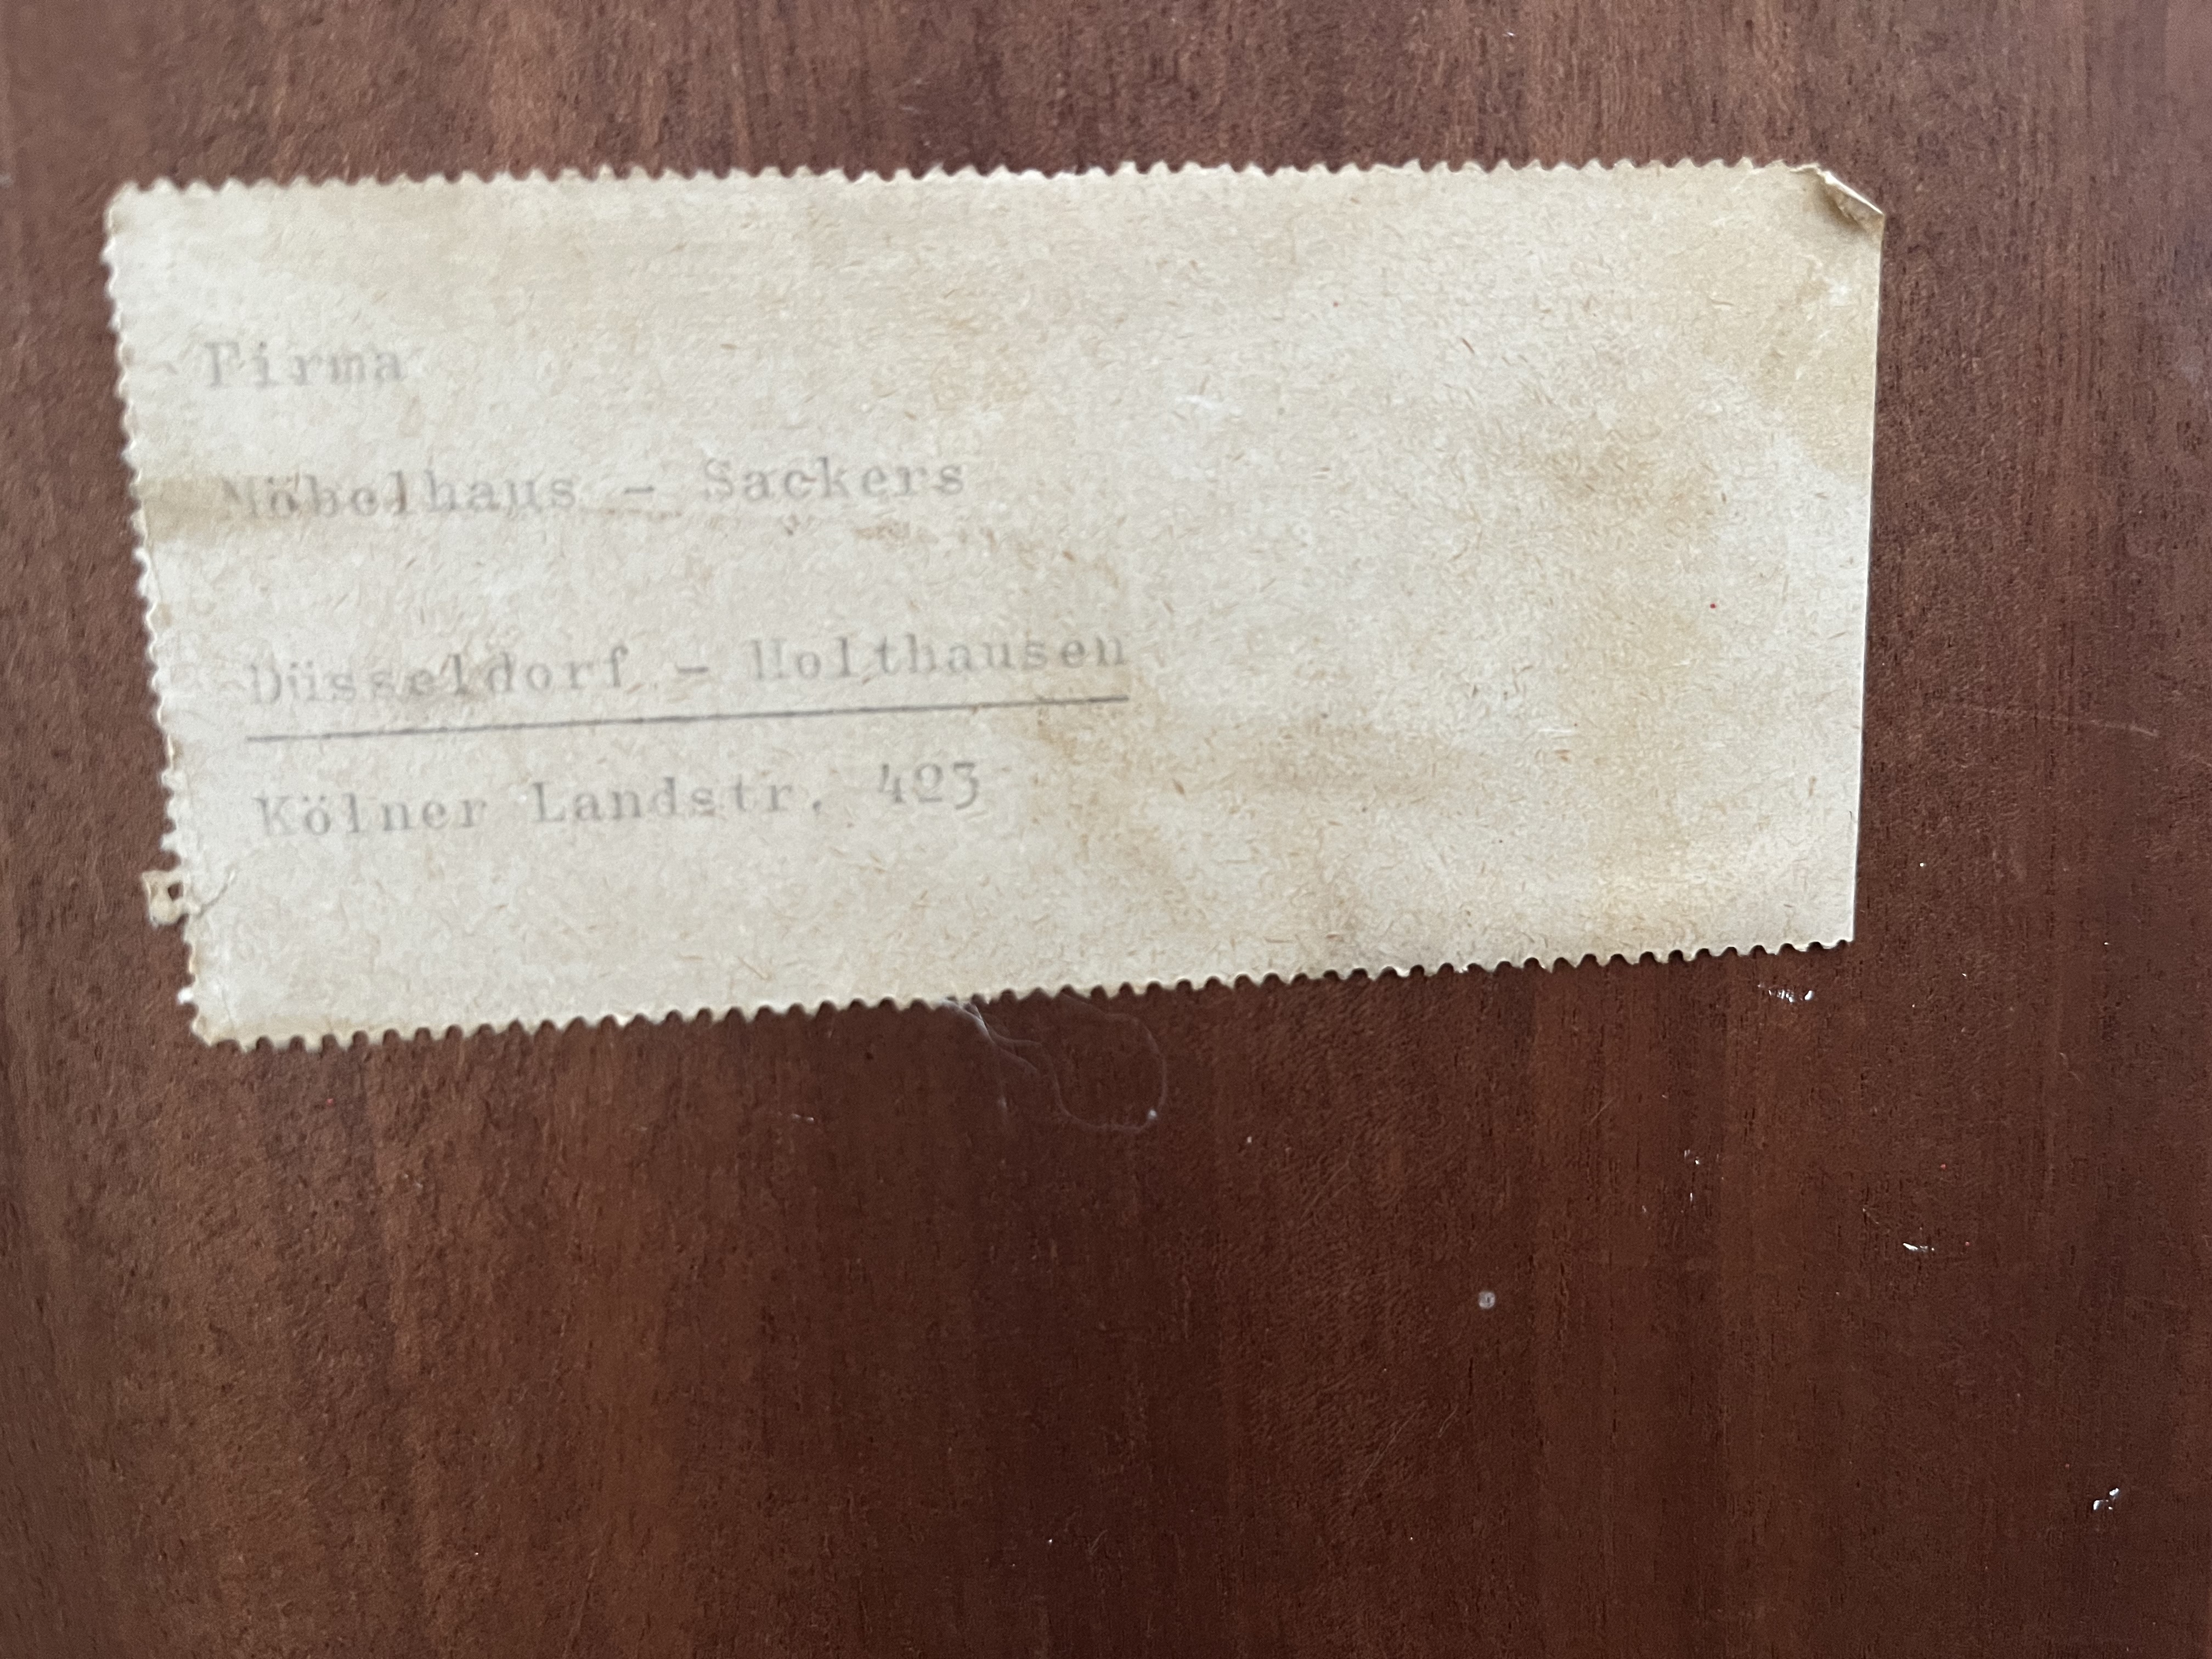 Firma
Möbelhaus - Sackers
Düsseldorf - Holthausen
Kölner Landstr. 423